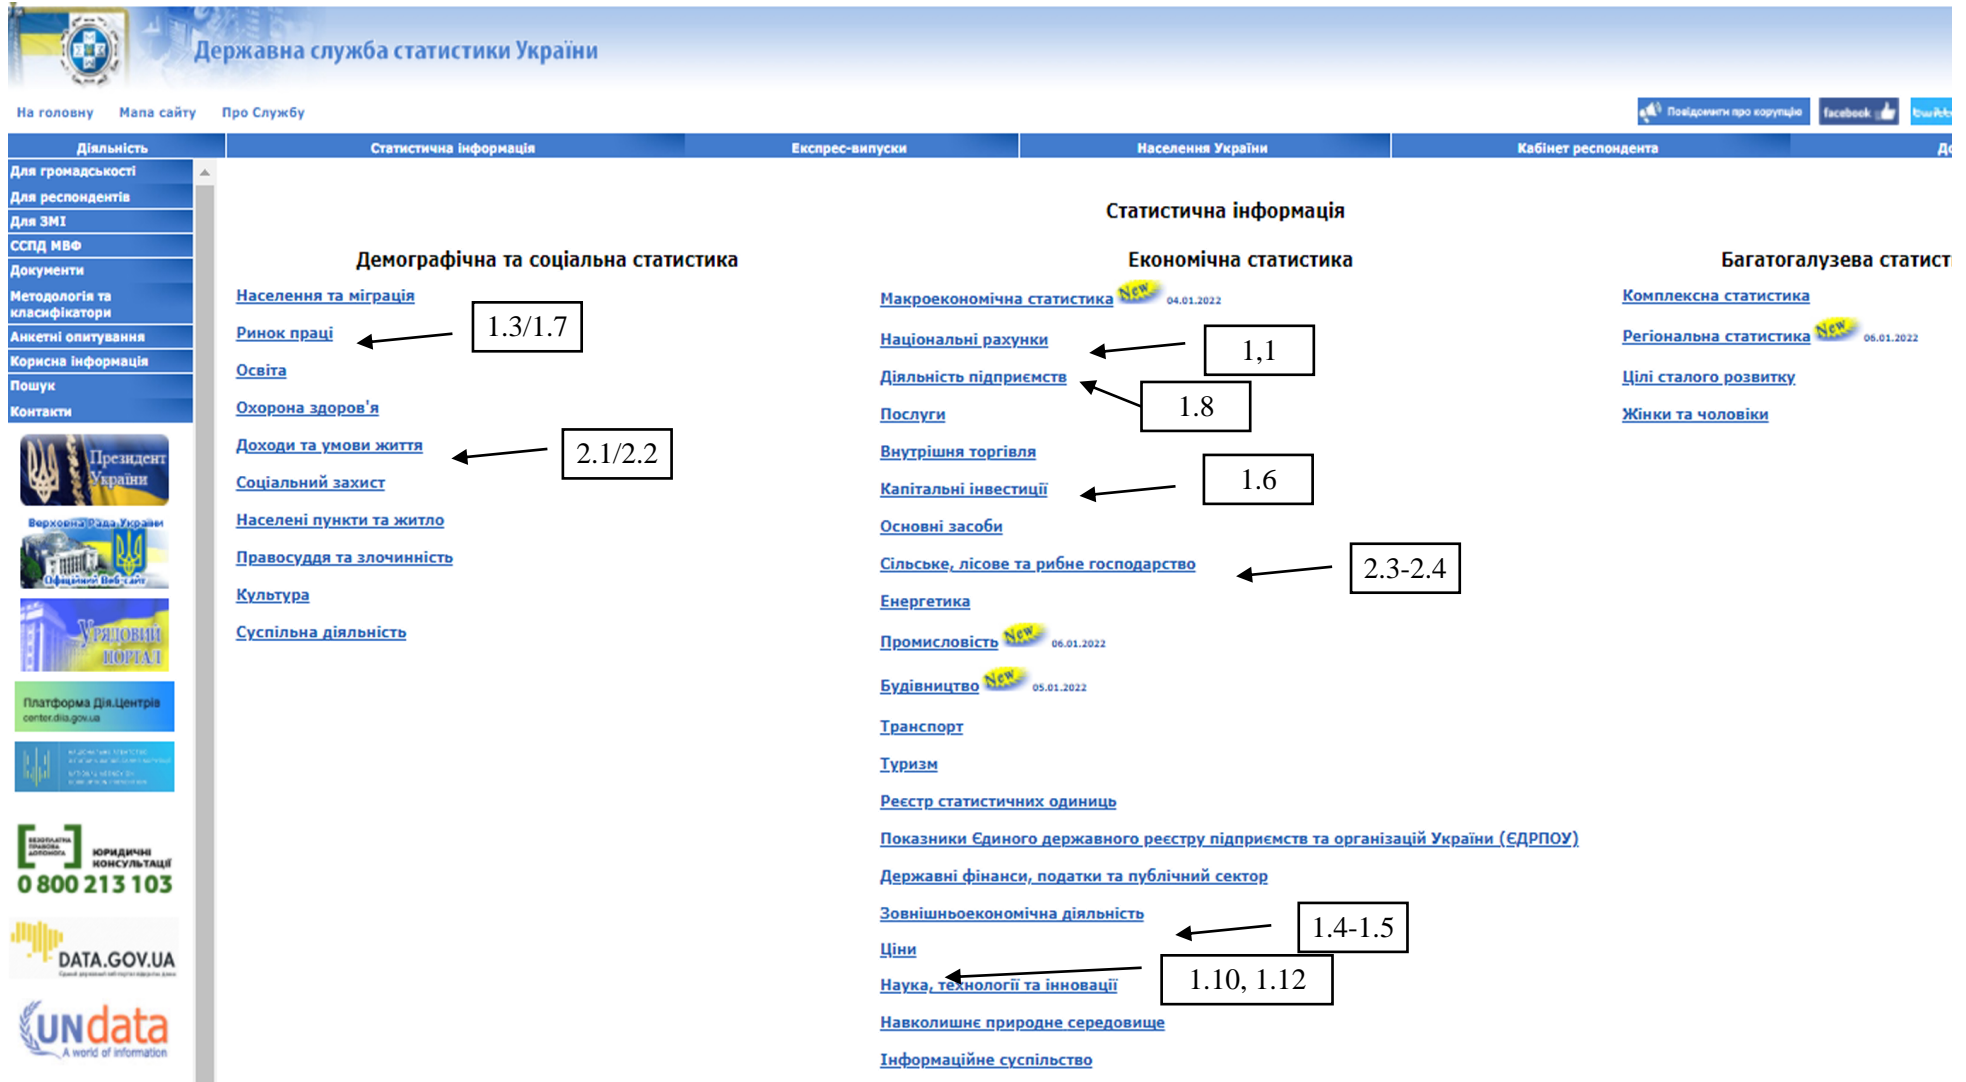 Державна служба статистики України
На головну Мапа сайту Про Службу
Повідомити про корупцію facebook
Діяльність Статистична інформація Експрес-випуски Населення України Кабінет респондента
Для громадськості
Для респондентів
Для ЗМІ
ССПД МВФ
Документи
Методологія та
класифікатори
Анкетні опитування
Корисна інформація
Пошук
Контакти
Президент
України
Верховна Рада України
Офіційний Веб-сайт
Урядовий
портал
Платформа Дія.Центрів
center.diia.gov.ua
БЕЗОПЛАТНА
ПРАВОВА
ДОПОМОГА
ЮРИДИЧНІ
КОНСУЛЬТАЦІЇ
0 800 213 103
DATA.GOV.UA
UNdata
A world of information
Статистична інформація
Демографічна та соціальна статистика
Населення та міграція
Ринок праці
1.3/1.7
Освіта
Охорона здоров'я
Доходи та умови життя
2.1/2.2
Соціальний захист
Населені пункти та житло
Правосуддя та злочинність
Культура
Суспільна діяльність
Економічна статистика
Макроекономічна статистика New 04.01.2022
Національні рахунки
1,1
Діяльність підприємств
1.8
Послуги
Внутрішня торгівля
Капітальні інвестиції
1.6
Основні засоби
Сільське, лісове та рибне господарство
2.3-2.4
Енергетика
Промисловість New 06.01.2022
Будівництво New 05.01.2022
Транспорт
Туризм
Реєстр статистичних одиниць
Показники Єдиного державного реєстру підприємств та організацій України (ЄДРПОУ)
Державні фінанси, податки та публічний сектор
Зовнішньоекономічна діяльність
1.4-1.5
Ціни
Наука, технології та інновації
1.10, 1.12
Навколишнє природне середовище
Інформаційне суспільство
Багатогалузева статист
Комплексна статистика
Регіональна статистика New 06.01.2022
Цілі сталого розвитку
Жінки та чоловіки